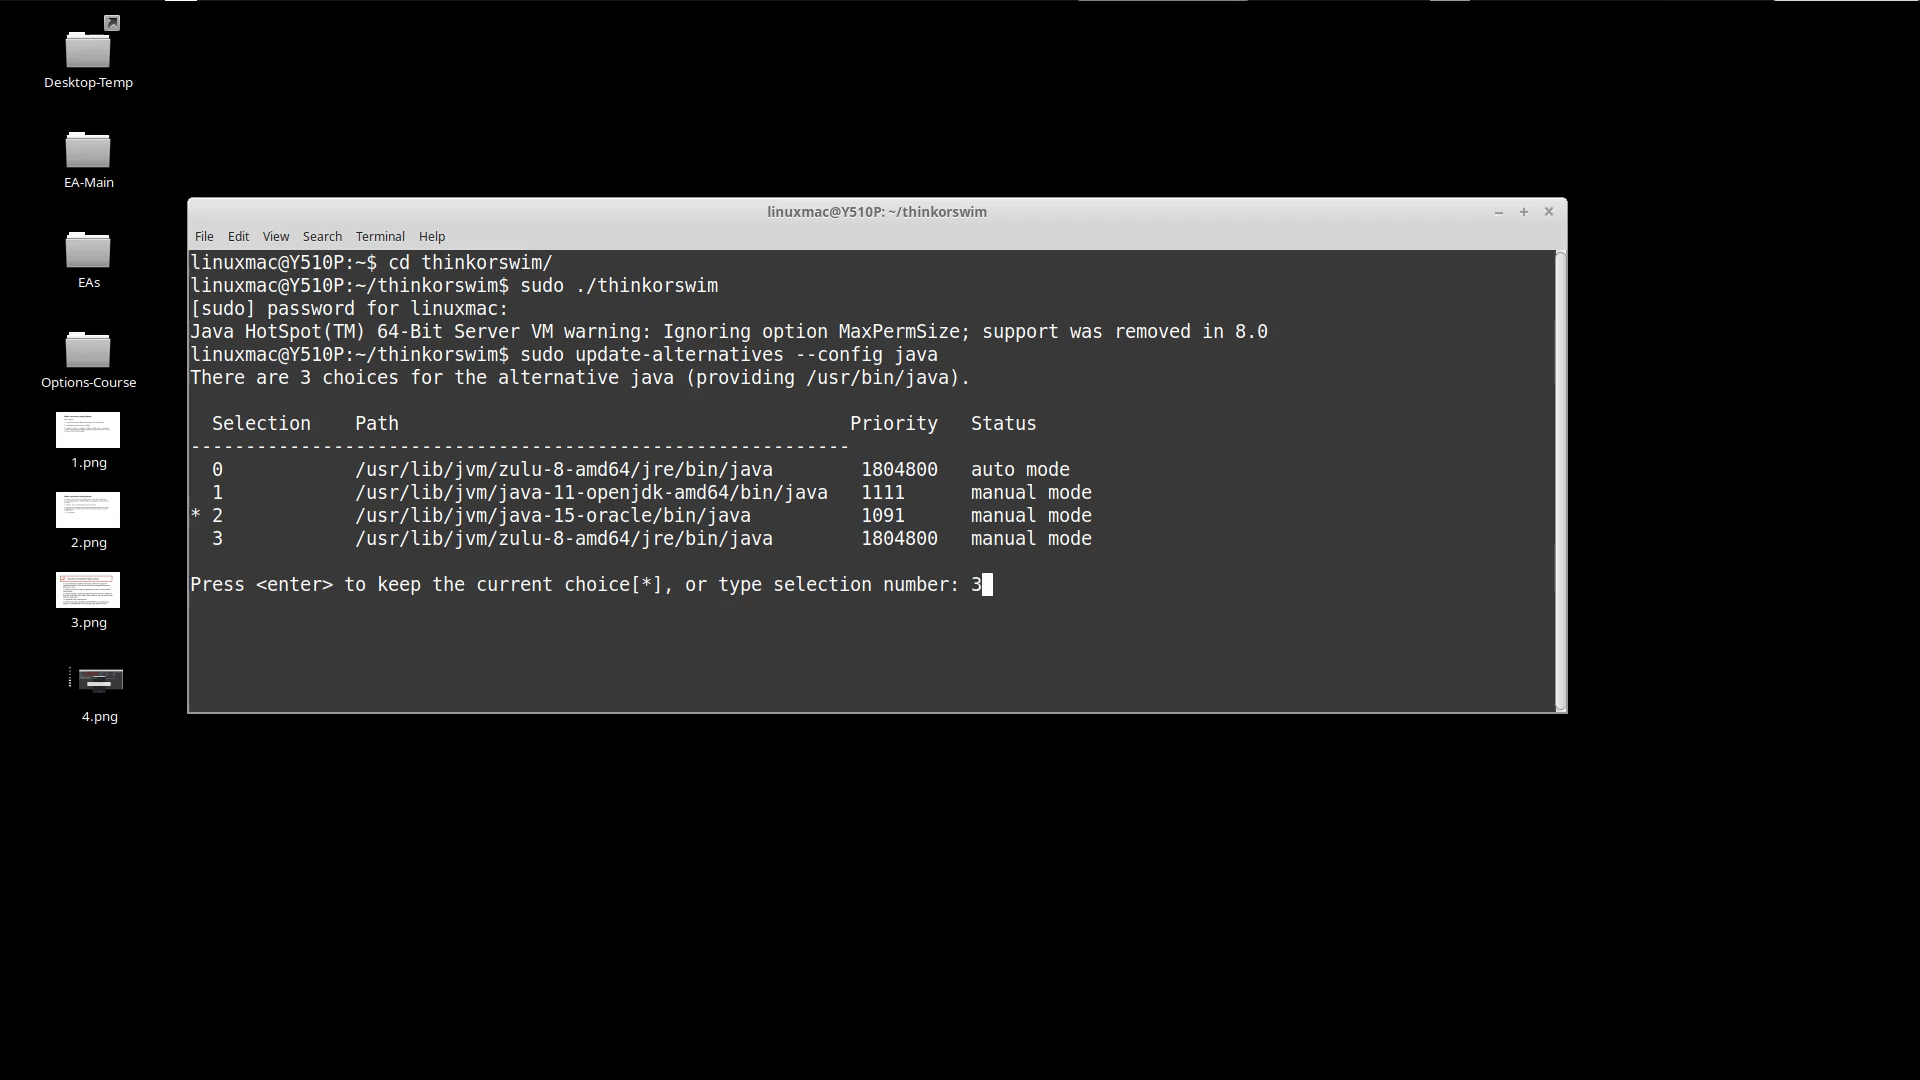 Desktop-Temp
EA-Main
EAs
Options-Course
1.png
2.png
3.png
4.png
linuxmac@Y510P: ~/thinkorswim
File Edit View Search Terminal Help
linuxmac@Y510P:~$ cd thinkorswim/
linuxmac@Y510P:~/thinkorswim$ sudo ./thinkorswim
[sudo] password for linuxmac:
Java HotSpot(TM) 64-Bit Server VM warning: Ignoring option MaxPermSize; support was removed in 8.0
linuxmac@Y510P:~/thinkorswim$ sudo update-alternatives --config java
There are 3 choices for the alternative java (providing /usr/bin/java).
Selection Path Priority Status
------------------------------------------------------------
0 /usr/lib/jvm/zulu-8-amd64/jre/bin/java 1804800 auto mode
1 /usr/lib/jvm/java-11-openjdk-amd64/bin/java 1111 manual mode
* 2 /usr/lib/jvm/java-15-oracle/bin/java 1091 manual mode
3 /usr/lib/jvm/zulu-8-amd64/jre/bin/java 1804800 manual mode
Press <enter> to keep the current choice[*], or type selection number: 3